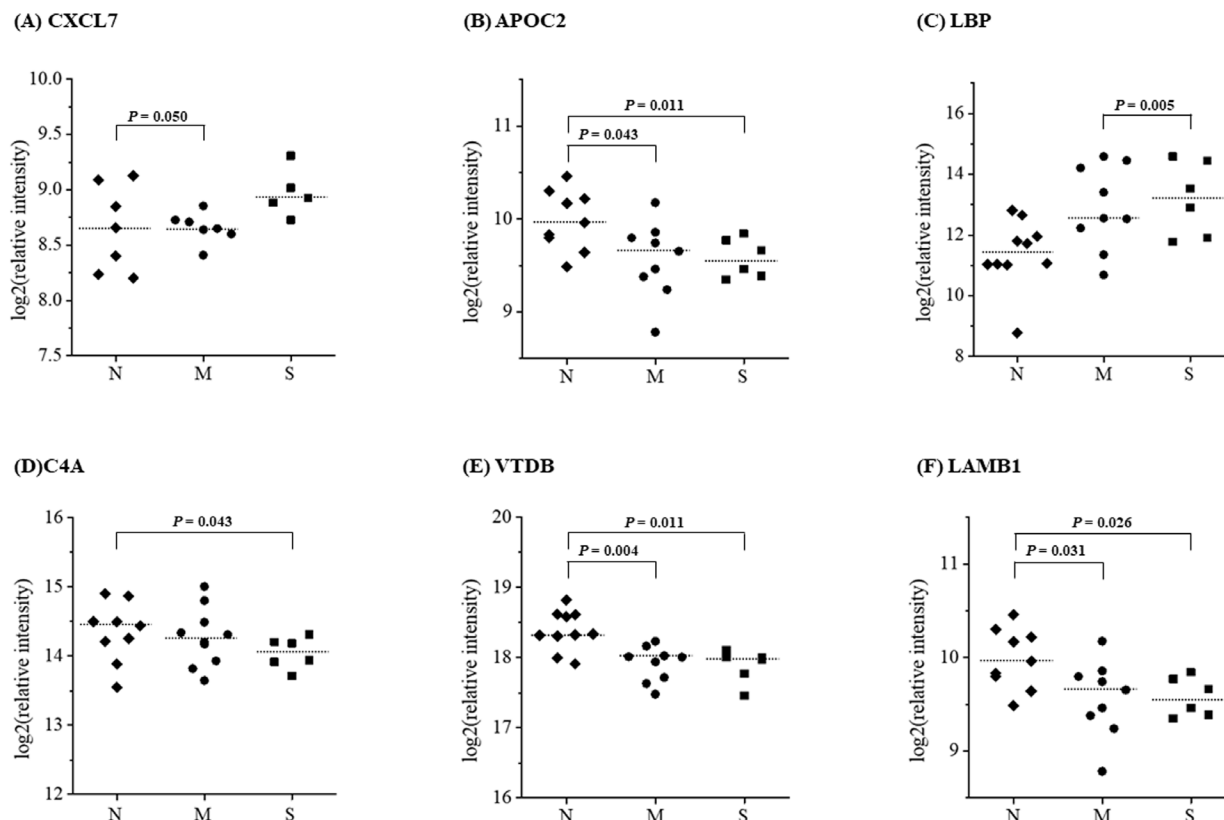 (A) CXCL7
(B) APOC2
(C) LBP
10.0
9.5
9.0
8.5
8.0
7.5
log2(relative intensity)
P = 0.050
N
M
S
11
10
9
log2(relative intensity)
P = 0.011
P = 0.043
N
M
S
16
14
12
11
10
8
log2(relative intensity)
P = 0.005
N
M
S
(D)C4A
(E) VTDB
(F) LAMB1
16
15
14
13
12
log2(relative intensity)
P = 0.043
N
M
S
20
19
18
17
16
log2(relative intensity)
P = 0.011
P = 0.004
N
M
S
11
10
9
log2(relative intensity)
P = 0.026
P = 0.031
N
M
S